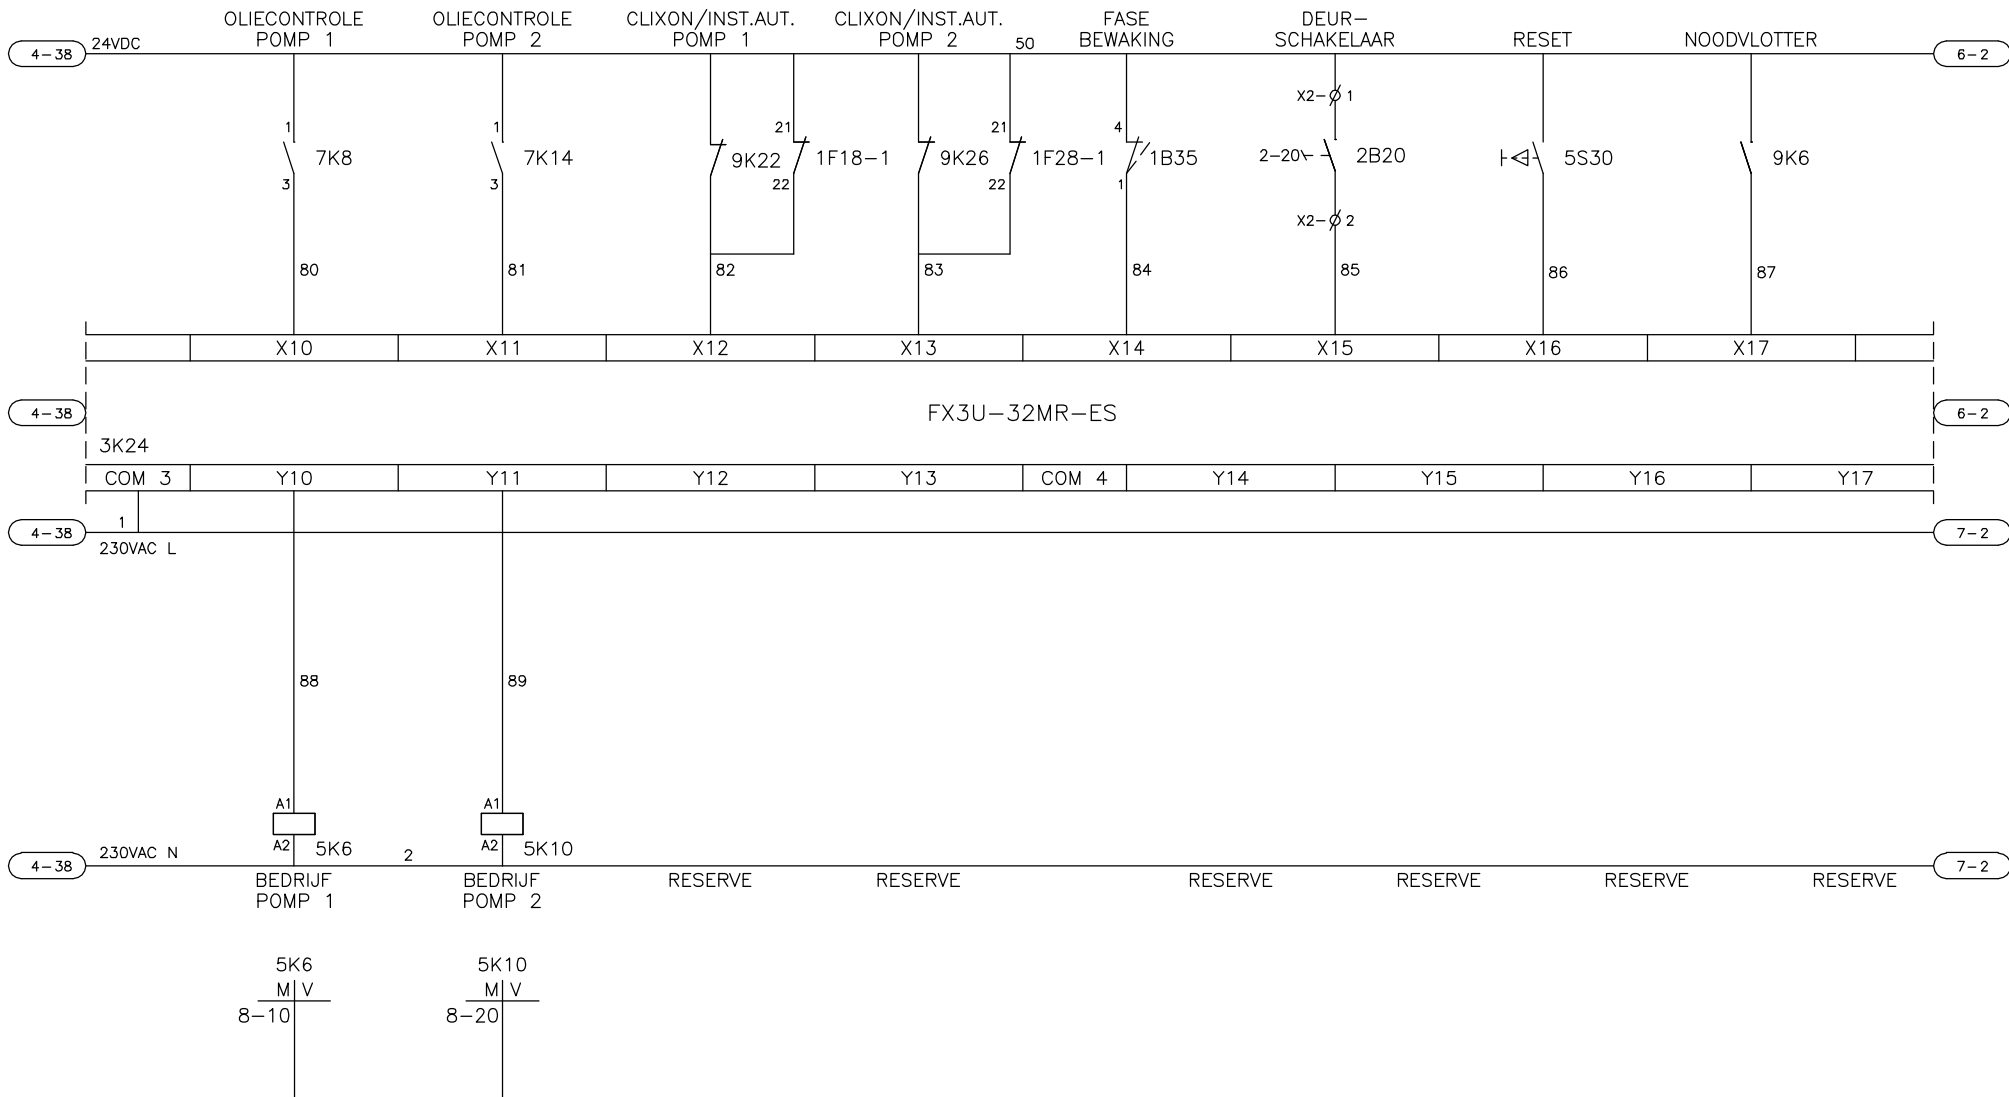 OLIECONTROLE
POMP 1
OLIECONTROLE
POMP 2
CLIXON/INST.AUT.
POMP 1
CLIXON/INST.AUT.
POMP 2
50
FASE
BEWAKING
DEUR-
SCHAKELAAR
RESET
NOODVLOTTER
4-38
24VDC
6-2
X2- 1
1
3
7K8
1
3
7K14
9K22
21
22
1F18-1
9K26
21
22
1F28-1
4
1
1B35
2-20
2B20
5S30
9K6
X2- 2
80
81
82
83
84
85
86
87
X10
X11
X12
X13
X14
X15
X16
X17
4-38
FX3U-32MR-ES
6-2
3K24
COM 3
Y10
Y11
Y12
Y13
COM 4
Y14
Y15
Y16
Y17
1
4-38
230VAC L
7-2
88
89
A1
A2
5K6
A1
A2
5K10
4-38
230VAC N
2
7-2
BEDRIJF
POMP 1
BEDRIJF
POMP 2
RESERVE
RESERVE
RESERVE
RESERVE
RESERVE
RESERVE
5K6
M V
8-10
5K10
M V
8-20